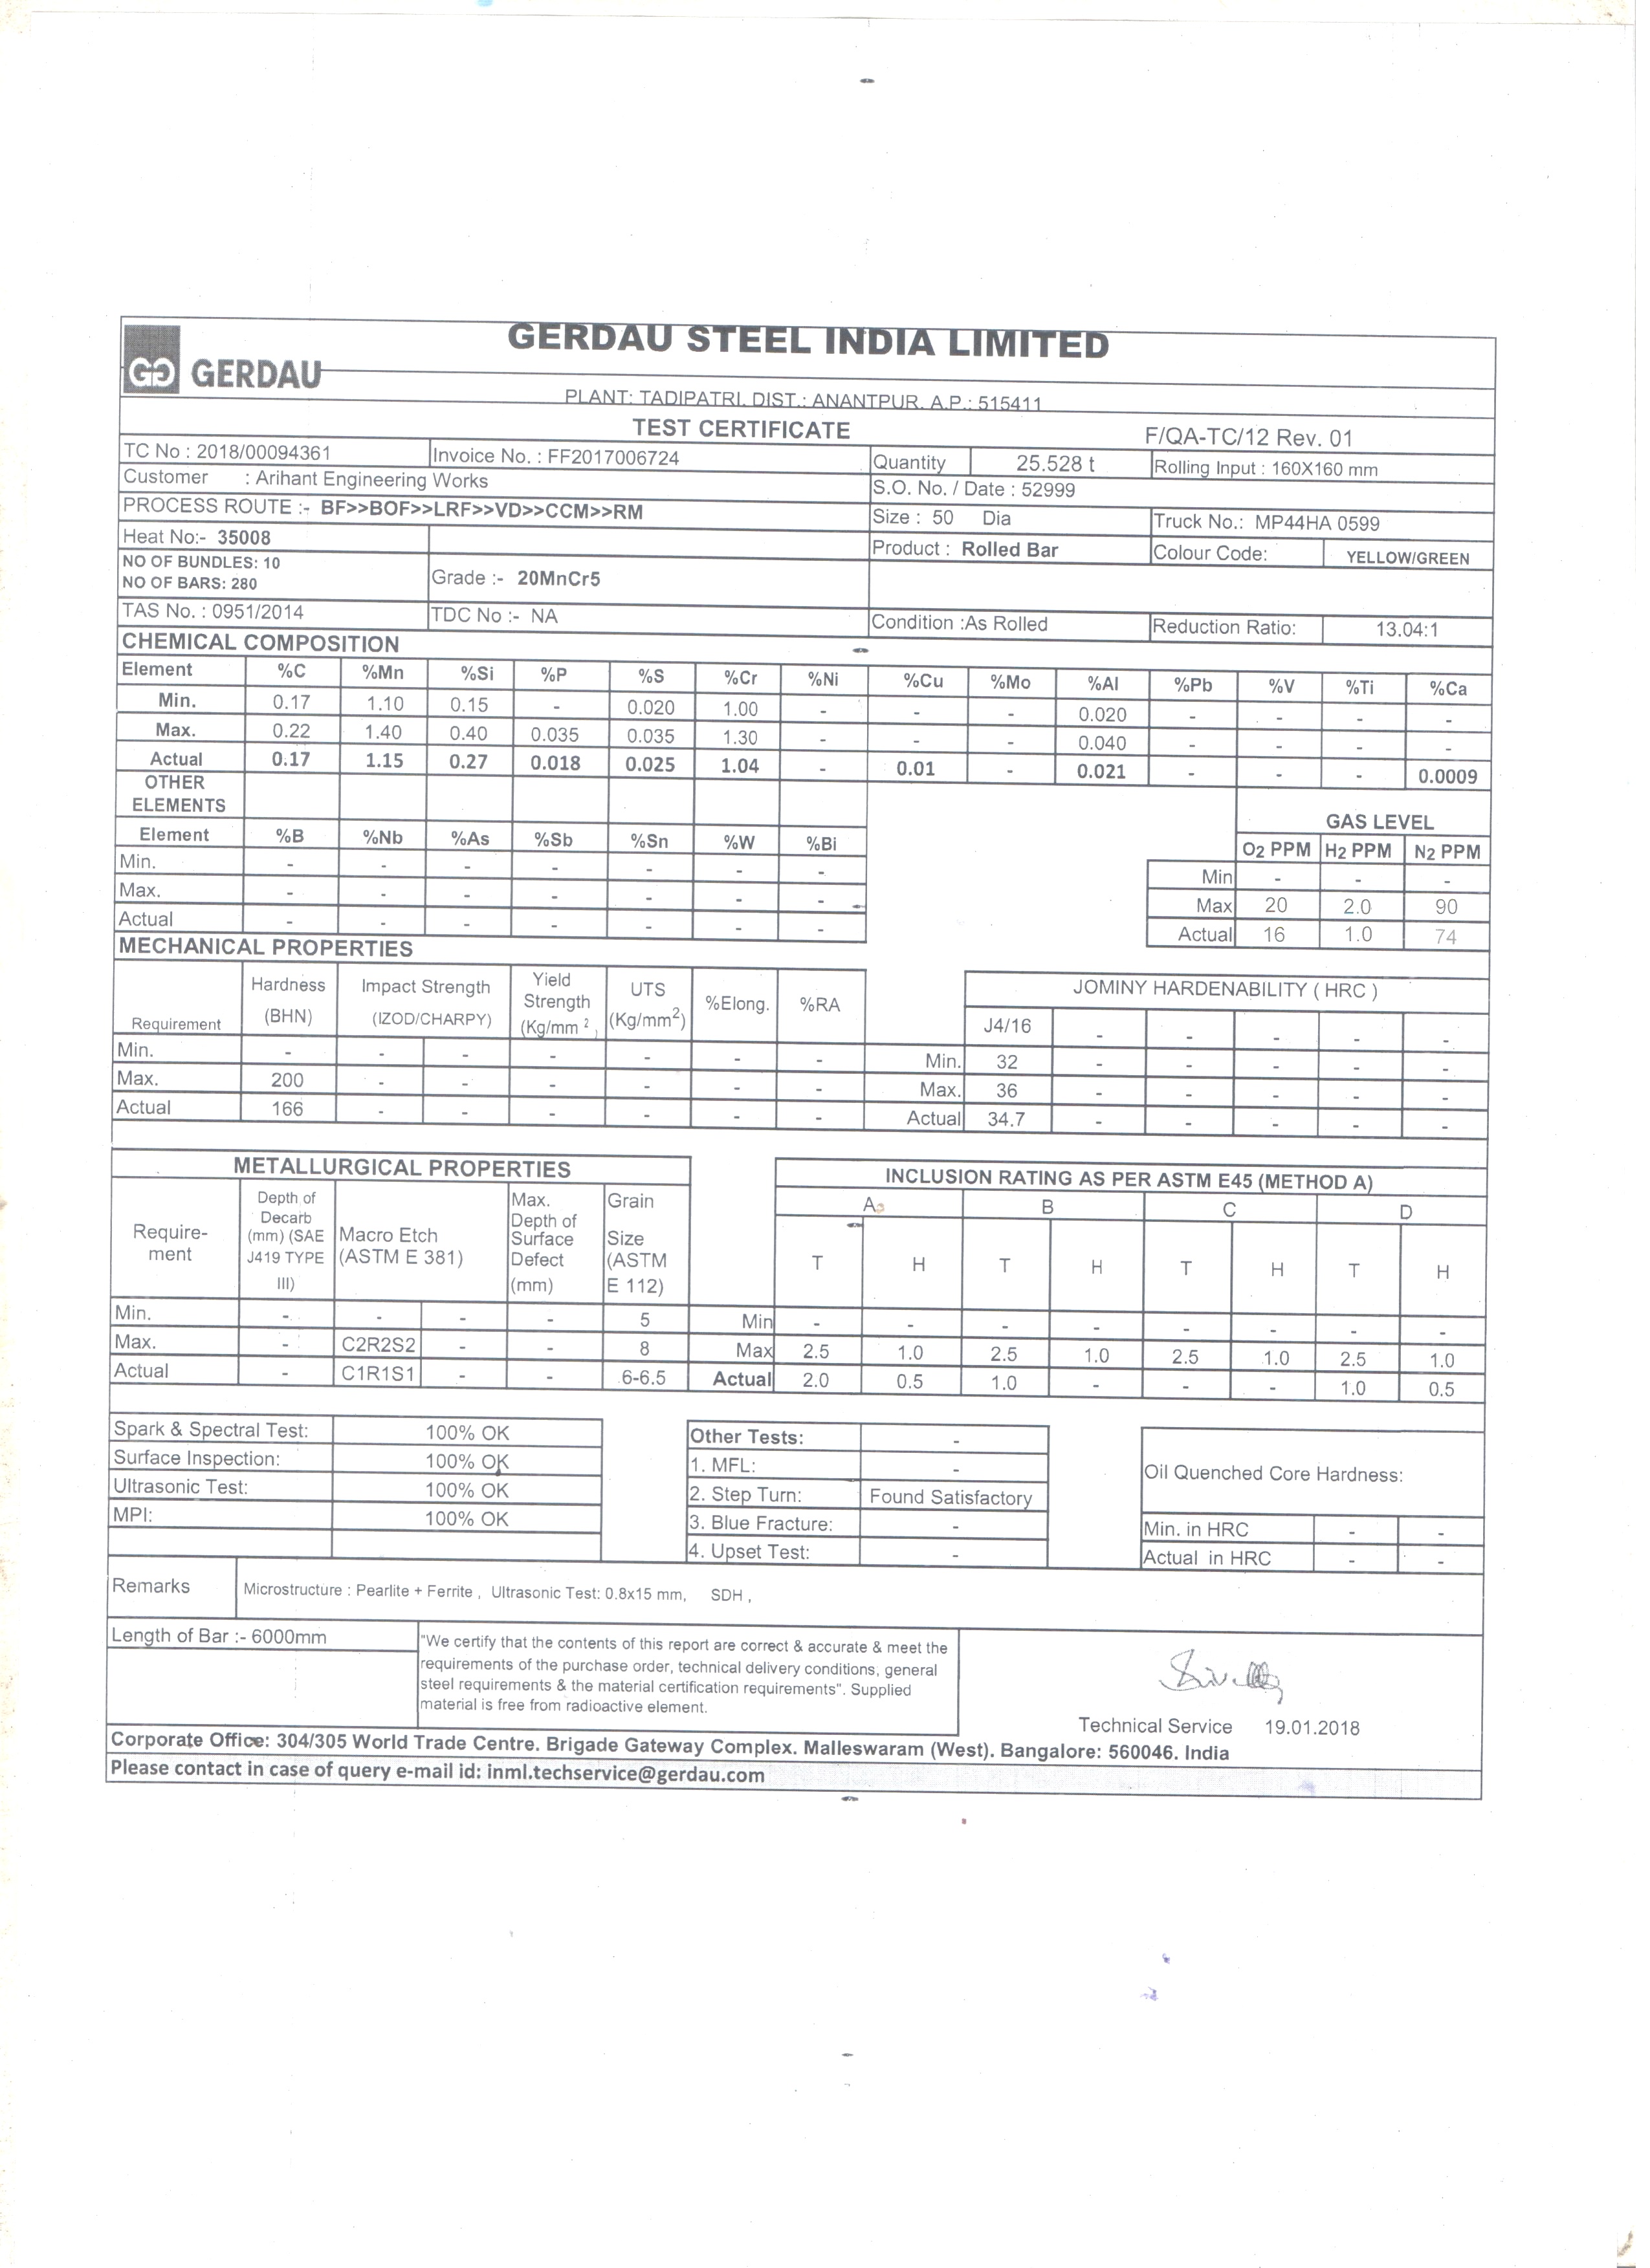 GERDAU STEEL INDIA LIMITED
GERDAU
PLANT: TADIPATRI, DIST.: ANANTPUR, A.P.: 515411
TEST CERTIFICATE F/QA-TC/12 Rev. 01
TC No : 2018/00094361 Invoice No. : FF2017006724 Quantity 25.528 t Rolling Input : 160X160 mm
Customer : Arihant Engineering Works S.O. No. / Date : 52999
PROCESS ROUTE :- BF>>BOF>>LRF>>VD>>CCM>>RM Size : 50 Dia Truck No.: MP44HA 0599
Heat No:- 35008 Product : Rolled Bar Colour Code: YELLOW/GREEN
NO OF BUNDLES: 10
NO OF BARS: 280 Grade :- 20MnCr5
TAS No. : 0951/2014 TDC No :- NA Condition :As Rolled Reduction Ratio: 13.04:1
CHEMICAL COMPOSITION
Element %C %Mn %Si %P %S %Cr %Ni %Cu %Mo %Al %Pb %V %Ti %Ca
Min. 0.17 1.10 0.15 - 0.020 1.00 - - - 0.020 - - - -
Max. 0.22 1.40 0.40 0.035 0.035 1.30 - - - 0.040 - - - -
Actual 0.17 1.15 0.27 0.018 0.025 1.04 - 0.01 - 0.021 - - - 0.0009
OTHER
ELEMENTS
GAS LEVEL
Element %B %Nb %As %Sb %Sn %W %Bi O2 PPM H2 PPM N2 PPM
Min. - - - - - - - Min - - -
Max. - - - - - - - Max 20 2.0 90
Actual - - - - - - - Actual 16 1.0 74
MECHANICAL PROPERTIES
Requirement Hardness (BHN) Impact Strength (IZOD/CHARPY) Yield Strength (Kg/mm 2 , UTS (Kg/mm2) %Elong. %RA
JOMINY HARDENABILITY ( HRC )
J4/16 - - - - -
Min. - - - - - - - Min. 32 - - - - -
Max. 200 - - - - - - Max. 36 - - - - -
Actual 166 - - - - - - Actual 34.7 - - - - -
METALLURGICAL PROPERTIES
Require-ment Depth of Decarb (mm) (SAE J419 TYPE III) Macro Etch (ASTM E 381) Max. Depth of Surface Defect (mm) Grain Size (ASTM E 112)
INCLUSION RATING AS PER ASTM E45 (METHOD A)
A B C D
T H T H T H T H
Min. - - - - 5 Min - - - - - - - -
Max. - C2R2S2 - - 8 Max 2.5 1.0 2.5 1.0 2.5 1.0 2.5 1.0
Actual - C1R1S1 - - 6-6.5 Actual 2.0 0.5 1.0 - - - 1.0 0.5
Spark & Spectral Test: 100% OK
Surface Inspection: 100% OK
Ultrasonic Test: 100% OK
MPI: 100% OK
Other Tests: -
1. MFL: -
2. Step Turn: Found Satisfactory
3. Blue Fracture: -
4. Upset Test: -
Oil Quenched Core Hardness:
Min. in HRC - -
Actual in HRC - -
Remarks Microstructure : Pearlite + Ferrite , Ultrasonic Test: 0.8x15 mm, SDH ,
Length of Bar :- 6000mm
"We certify that the contents of this report are correct & accurate & meet the
requirements of the purchase order, technical delivery conditions, general
steel requirements & the material certification requirements". Supplied
material is free from radioactive element.
Technical Service 19.01.2018
Corporate Office: 304/305 World Trade Centre. Brigade Gateway Complex. Malleswaram (West). Bangalore: 560046. India
Please contact in case of query e-mail id: inml.techservice@gerdau.com